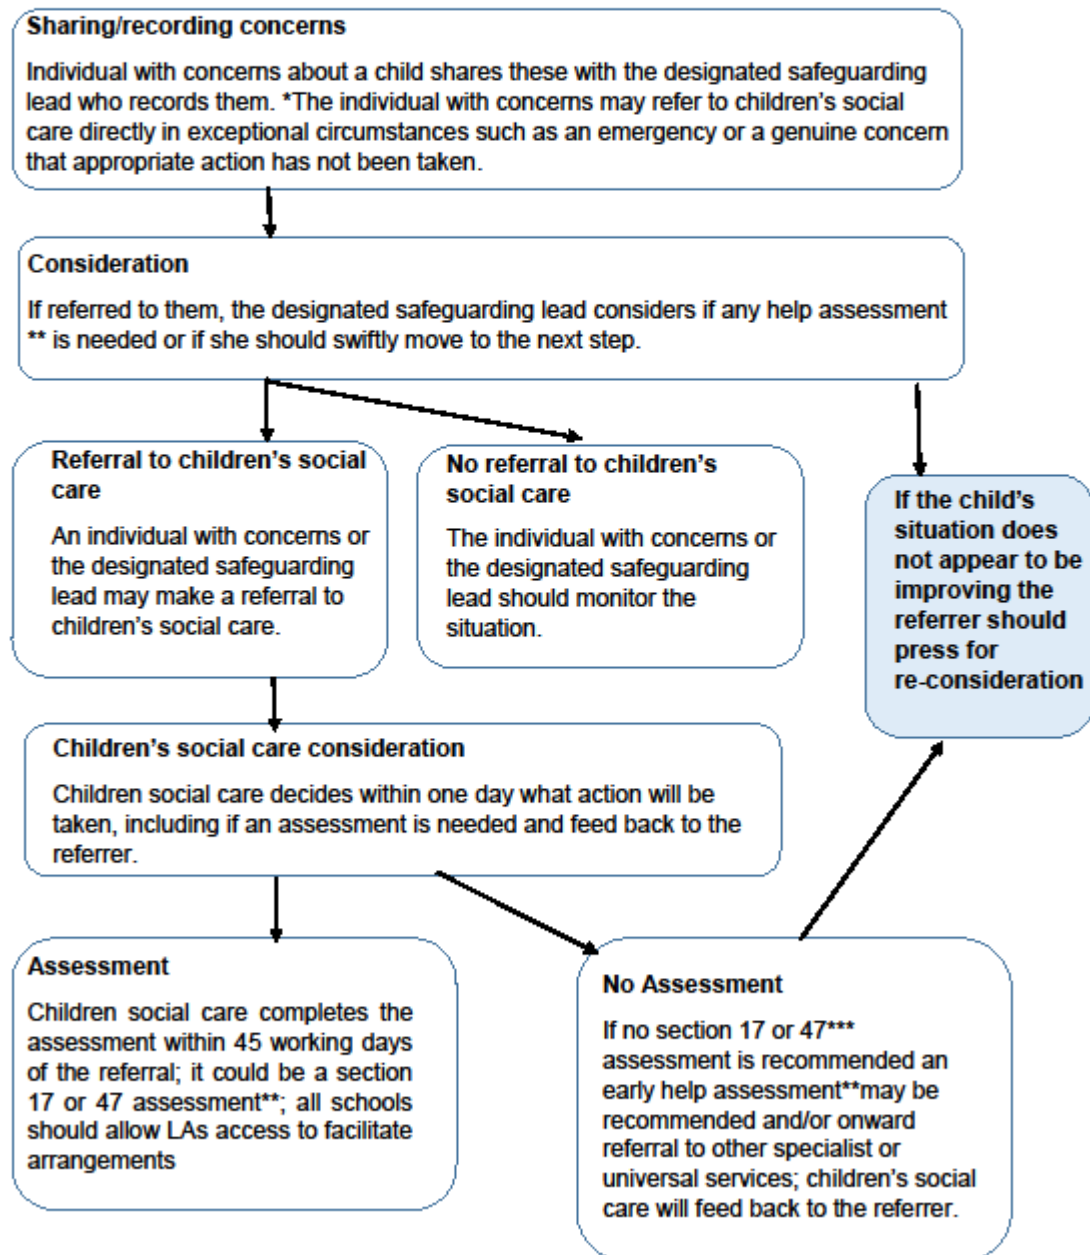 Sharing/recording concerns
Individual with concerns about a child shares these with the designated safeguarding
lead who records them. *The individual with concerns may refer to children's social
care directly in exceptional circumstances such as an emergency or a genuine concern
that appropriate action has not been taken.
Consideration
If referred to them, the designated safeguarding lead considers if any help assessment
** is needed or if she should swiftly move to the next step.
Referral to children's social
care
An individual with concerns or
the designated safeguarding
lead may make a referral to
children's social care.
No referral to children's
social care
The individual with concerns or
the designated safeguarding
lead should monitor the
situation.
If the child's
situation does
not appear to be
improving the
referrer should
press for
re-consideration
Children's social care consideration
Children social care decides within one day what action will be
taken, including if an assessment is needed and feed back to the
referrer.
Assessment
Children social care completes the
assessment within 45 working days
of the referral; it could be a section
17 or 47 assessment**; all schools
should allow LAs access to facilitate
arrangements
No Assessment
If no section 17 or 47***
assessment is recommended an
early help assessment**may be
recommended and/or onward
referral to other specialist or
universal services; children's social
care will feed back to the referrer.